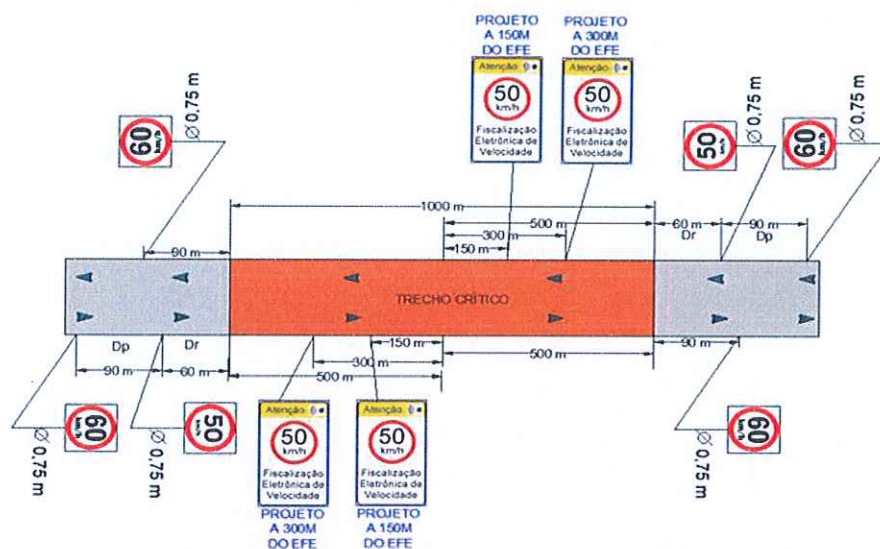 PROJETO
A 150M
DO EFE
PROJETO
A 300M
DO EFE
Atenção
50
km/h
Fiscalização
Eletrônica de
Velocidade
Atenção
50
km/h
Fiscalização
Eletrônica de
Velocidade
60
km/h
Ø 0,75 m
50
km/h
Ø 0,75 m
60
km/h
Ø 0,75 m
1000 m
500 m
60 m
90 m
300 m
Dr
Dp
90 m
150 m
TRECHO CRÍTICO
Dp
Dr
150 m
90 m
300 m
500 m
90 m
60 m
500 m
60
km/h
Ø 0,75 m
50
km/h
Ø 0,75 m
Atenção
50
km/h
Fiscalização
Eletrônica de
Velocidade
PROJETO
A 300M
DO EFE
Atenção
50
km/h
Fiscalização
Eletrônica de
Velocidade
PROJETO
A 150M
DO EFE
60
km/h
Ø 0,75 m